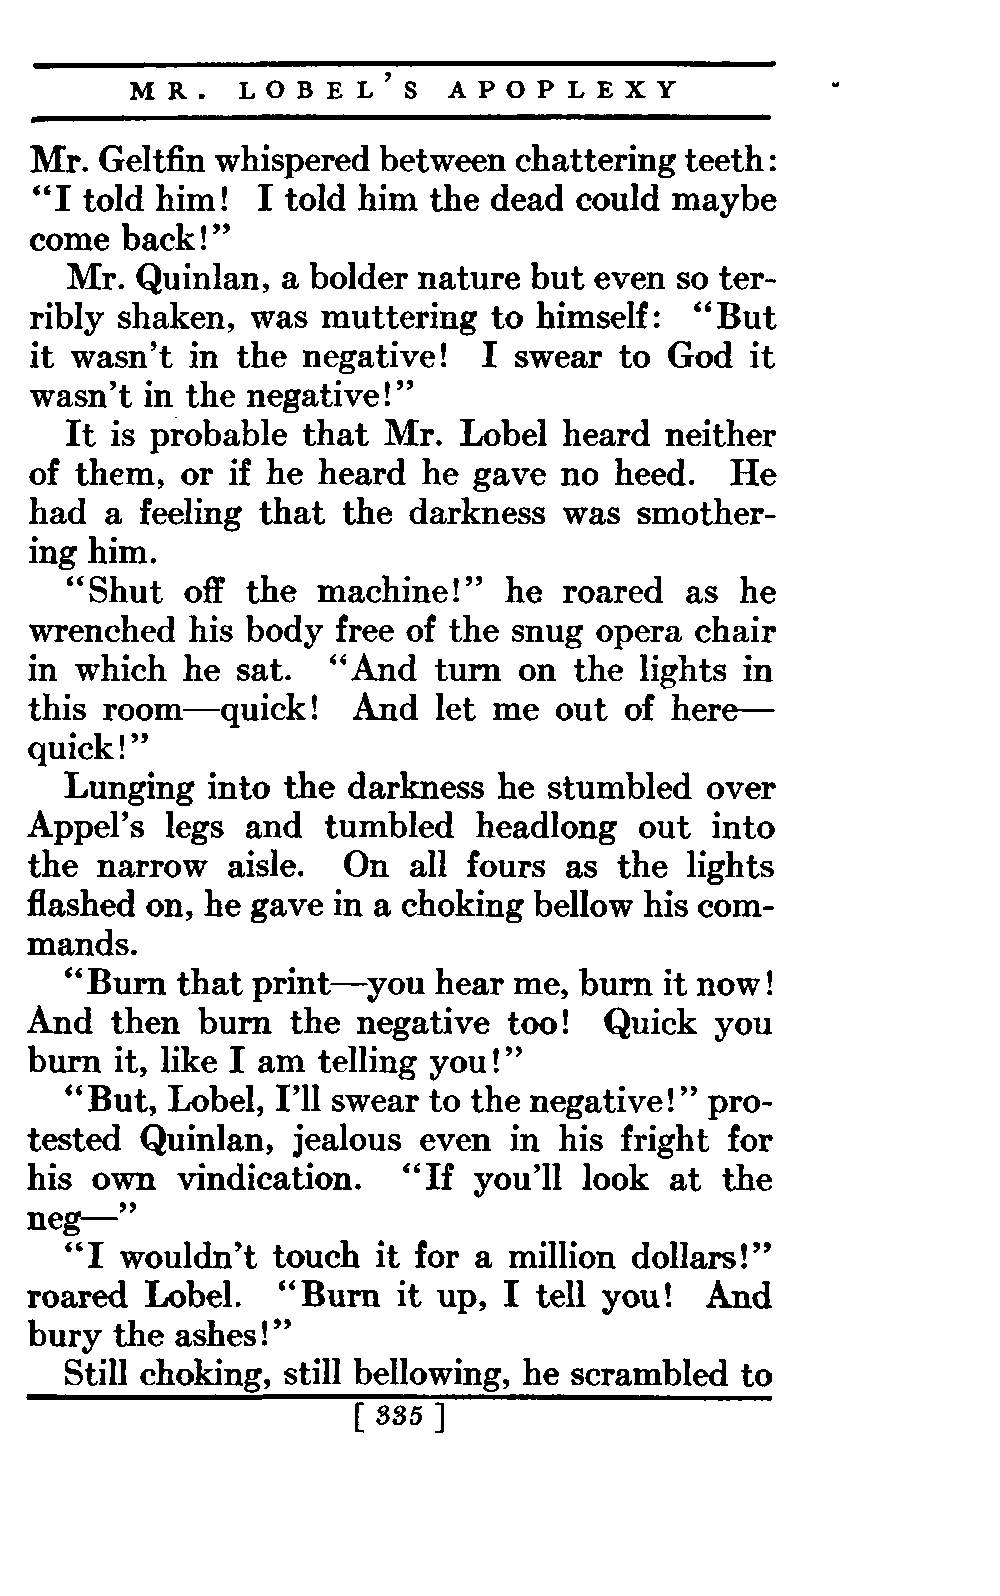 MR. LOBEL'S APOPLEXY
Mr. Geltfin whispered between chattering teeth:
“I told him! I told him the dead could maybe
come back!”
Mr. Quinlan, a bolder nature but even so ter-
ribly shaken, was muttering to himself: “But
it wasn't in the negative! I swear to God it
wasn't in the negative!”
It is probable that Mr. Lobel heard neither
of them, or if he heard he gave no heed. He
had a feeling that the darkness was smother-
ing him.
“Shut off the machine!” he roared as he
wrenched his body free of the snug opera chair
in which he sat. “And turn on the lights in
this room—quick! And let me out of here—
quick!”
Lunging into the darkness he stumbled over
Appel's legs and tumbled headlong out into
the narrow aisle. On all fours as the lights
flashed on, he gave in a choking bellow his com-
mands.
“Burn that print—you hear me, burn it now!
And then burn the negative too! Quick you
burn it, like I am telling you!”
“But, Lobel, I'll swear to the negative!” pro-
tested Quinlan, jealous even in his fright for
his own vindication. “If you'll look at the
neg—”
“I wouldn't touch it for a million dollars!”
roared Lobel. “Burn it up, I tell you! And
bury the ashes!”
Still choking, still bellowing, he scrambled to
[ 335 ]